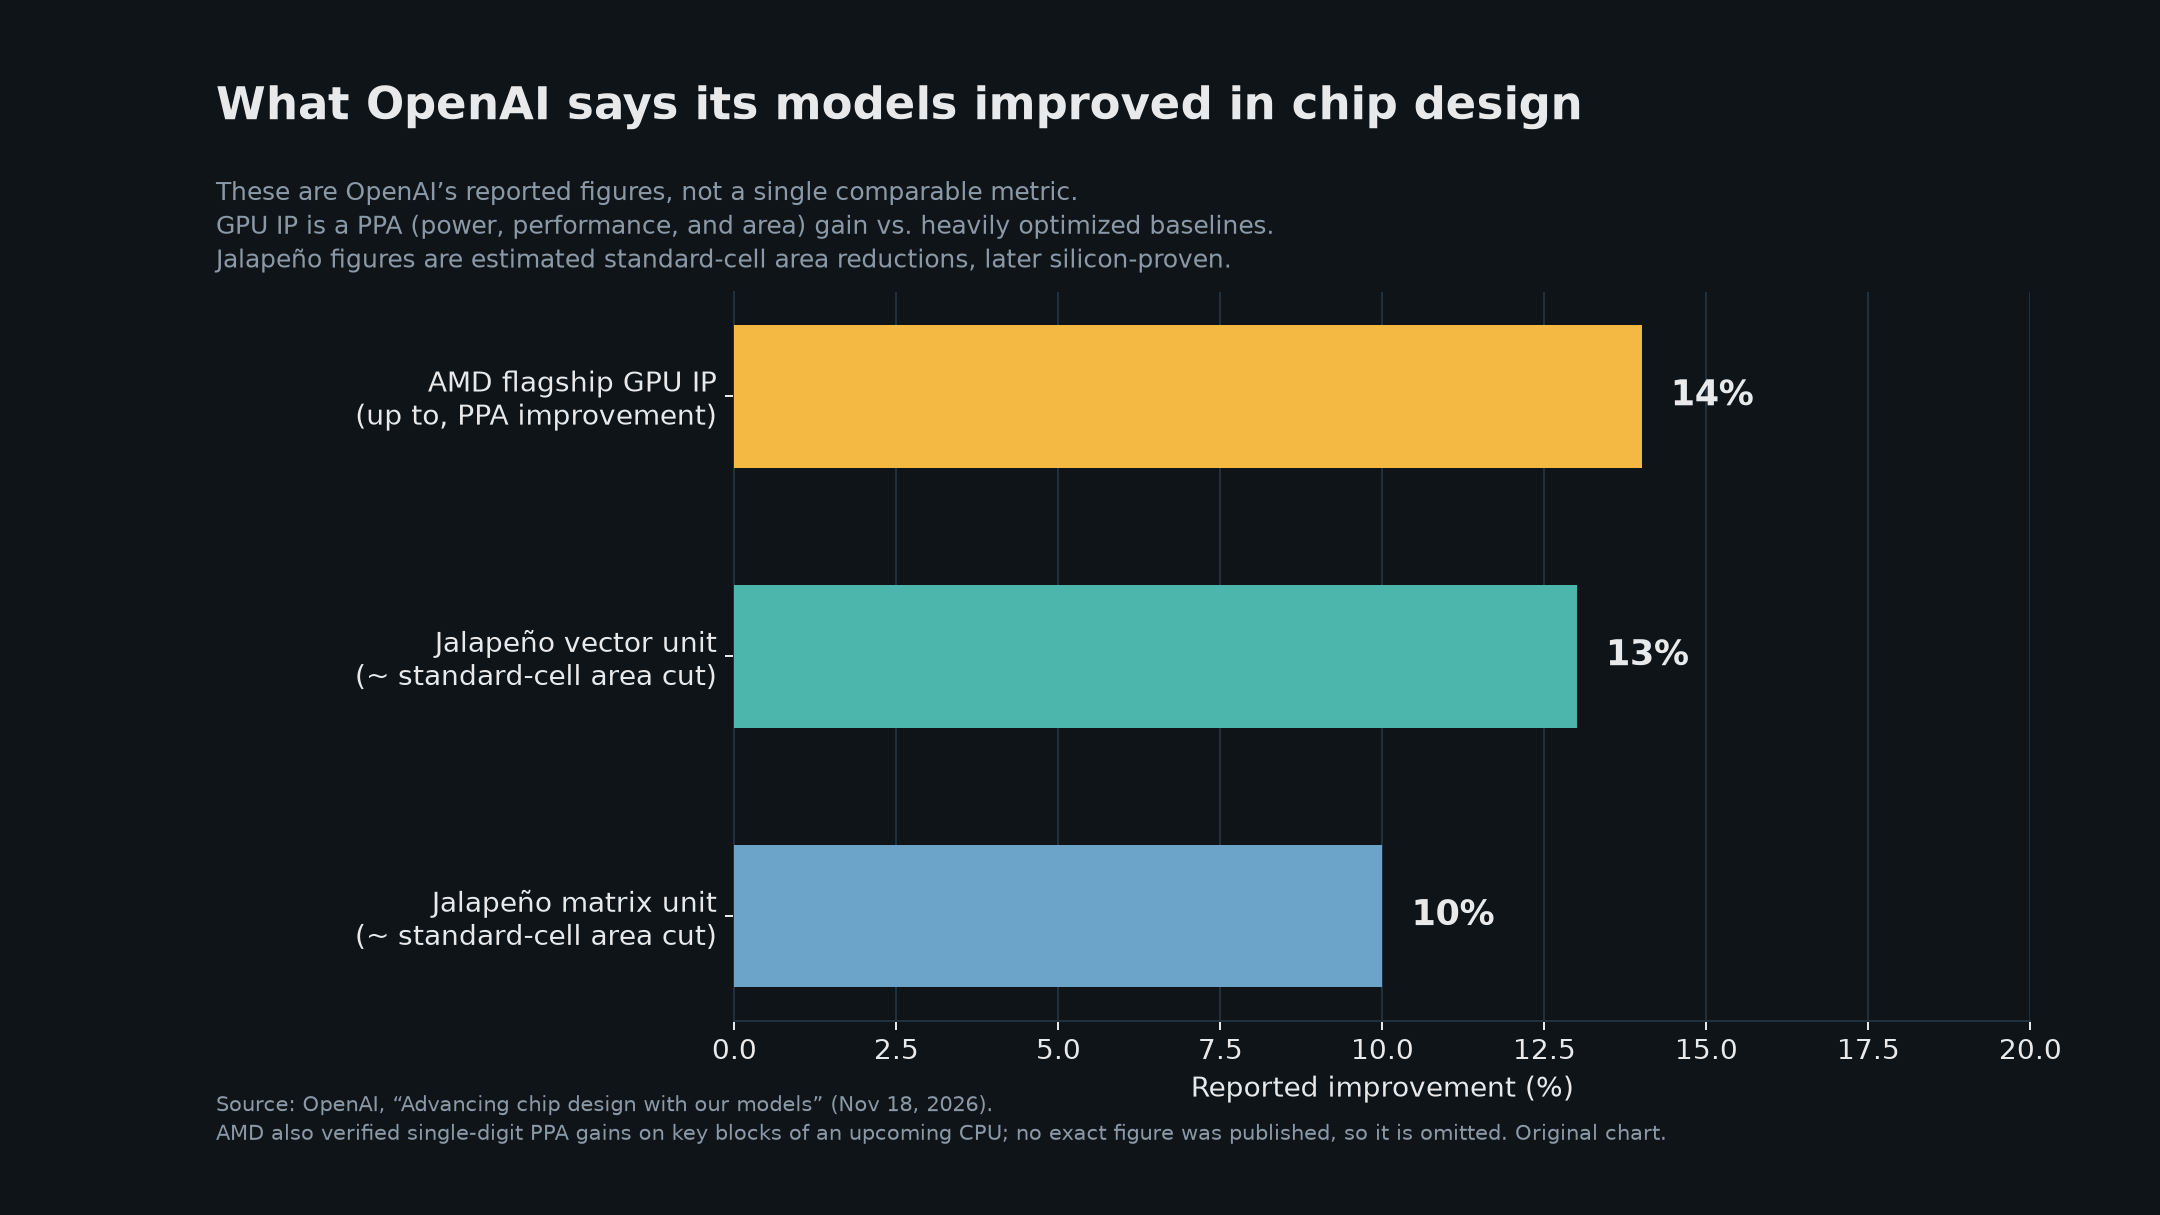 What OpenAI says its models improved in chip design
These are OpenAI’s reported figures, not a single comparable metric.
GPU IP is a PPA (power, performance, and area) gain vs. heavily optimized baselines.
Jalapeño figures are estimated standard-cell area reductions, later silicon-proven.
AMD flagship GPU IP
(up to, PPA improvement)
14%
Jalapeño vector unit
(~ standard-cell area cut)
13%
Jalapeño matrix unit
(~ standard-cell area cut)
10%
0.0 2.5 5.0 7.5 10.0 12.5 15.0 17.5 20.0
Reported improvement (%)
Source: OpenAI, “Advancing chip design with our models” (Nov 18, 2026).
AMD also verified single-digit PPA gains on key blocks of an upcoming CPU; no exact figure was published, so it is omitted. Original chart.